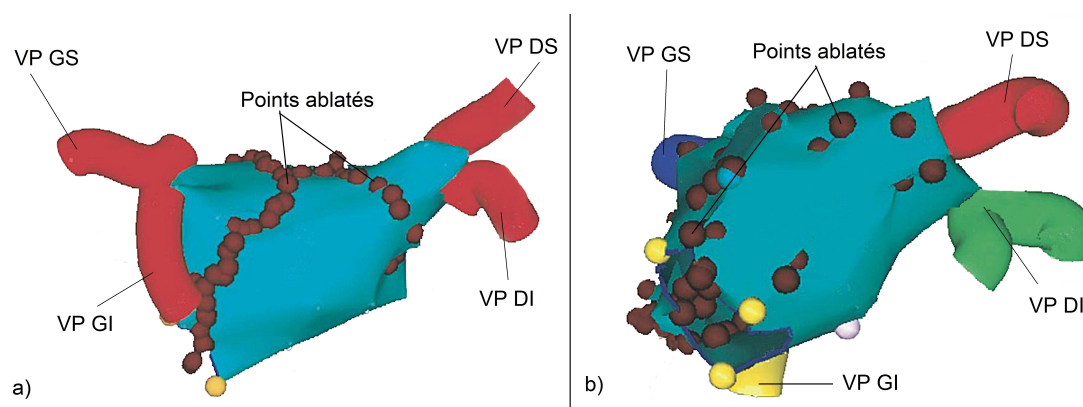 VP GS
VP DS
Points ablatés
VP GI
VP DI
a)
VP GS
Points ablatés
VP DS
VP DI
VP GI
b)